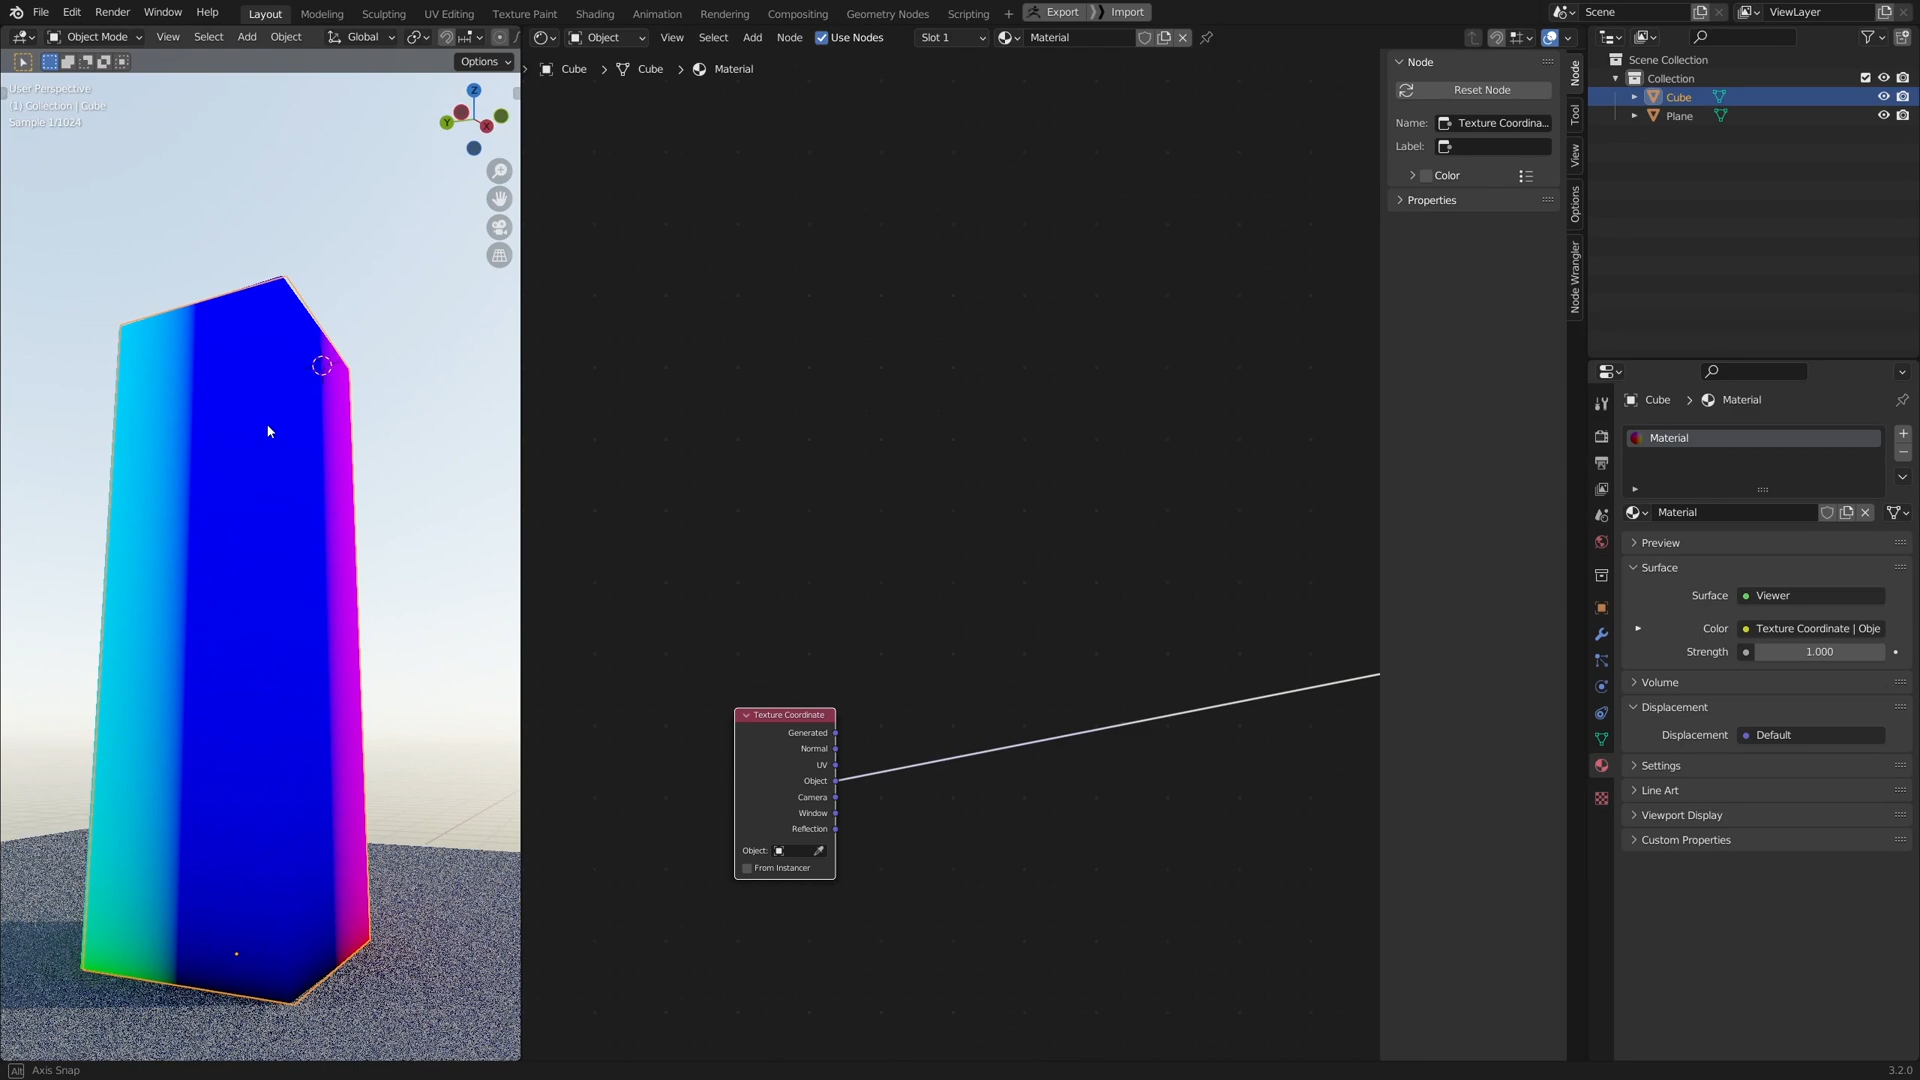 File Edit Render Window Help Layout Modeling Sculpting UV Editing Texture Paint Shading Animation Rendering Compositing Geometry Nodes Scripting + Export Import Scene ViewLayer
Object Mode View Select Add Object Global Object View Select Add Node Use Nodes Slot 1 Material
Options
Cube > Cube > Material
User Perspective
(1) Collection | Cube
Sample 1/1024
Z
Y
X
Node
Reset Node
Name: Texture Coordina...
Label:
Color
Properties
Node
Tool
View
Options
Node Wrangler
Scene Collection
Collection
Cube
Plane
Cube > Material
Material
Material
Preview
Surface
Surface Viewer
Color Texture Coordinate | Obje
Strength 1.000
Volume
Displacement
Displacement Default
Settings
Line Art
Viewport Display
Custom Properties
Texture Coordinate
Generated
Normal
UV
Object
Camera
Window
Reflection
Object:
From Instancer
Alt Axis Snap
3.2.0